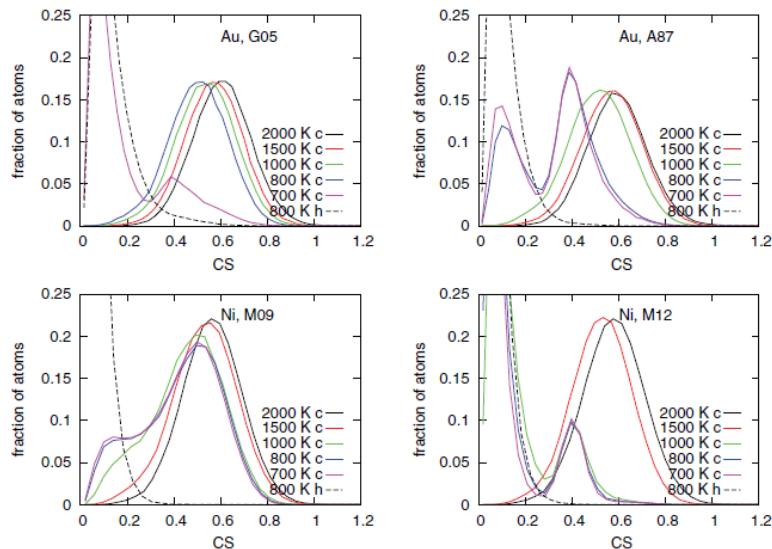 Au, G05
0.25
0.2
0.15
0.1
0.05
0
fraction of atoms
2000 K c
1500 K c
1000 K c
800 K c
700 K c
800 K h
0 0.2 0.4 0.6 0.8 1 1.2
CS
Au, A87
0.25
0.2
0.15
0.1
0.05
0
fraction of atoms
2000 K c
1500 K c
1000 K c
800 K c
700 K c
800 K h
0 0.2 0.4 0.6 0.8 1 1.2
CS
Ni, M09
0.25
0.2
0.15
0.1
0.05
0
fraction of atoms
2000 K c
1500 K c
1000 K c
800 K c
700 K c
800 K h
0 0.2 0.4 0.6 0.8 1 1.2
CS
Ni, M12
0.25
0.2
0.15
0.1
0.05
0
fraction of atoms
2000 K c
1500 K c
1000 K c
800 K c
700 K c
800 K h
0 0.2 0.4 0.6 0.8 1 1.2
CS